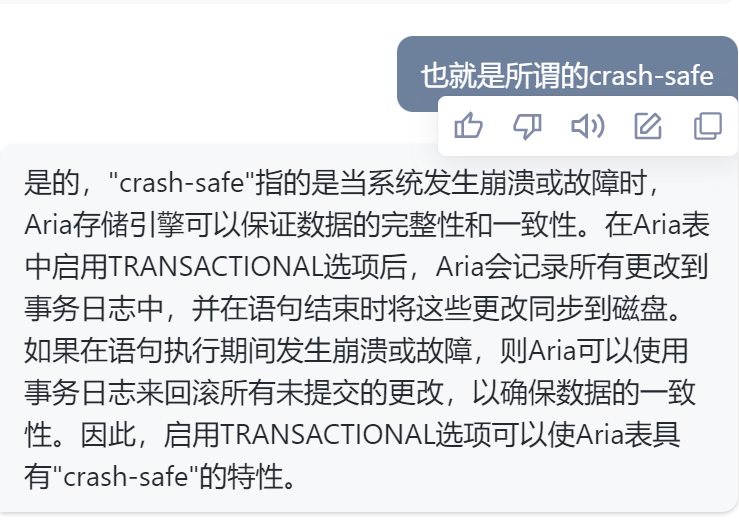 也就是所谓的crash-safe
是的，"crash-safe"指的是当系统发生崩溃或故障时，
Aria存储引擎可以保证数据的完整性和一致性。在Aria表
中启用TRANSACTIONAL选项后，Aria会记录所有更改到
事务日志中，并在语句结束时将这些更改同步到磁盘。
如果在语句执行期间发生崩溃或故障，则Aria可以使用
事务日志来回滚所有未提交的更改，以确保数据的一致
性。因此，启用TRANSACTIONAL选项可以使Aria表具
有"crash-safe"的特性。